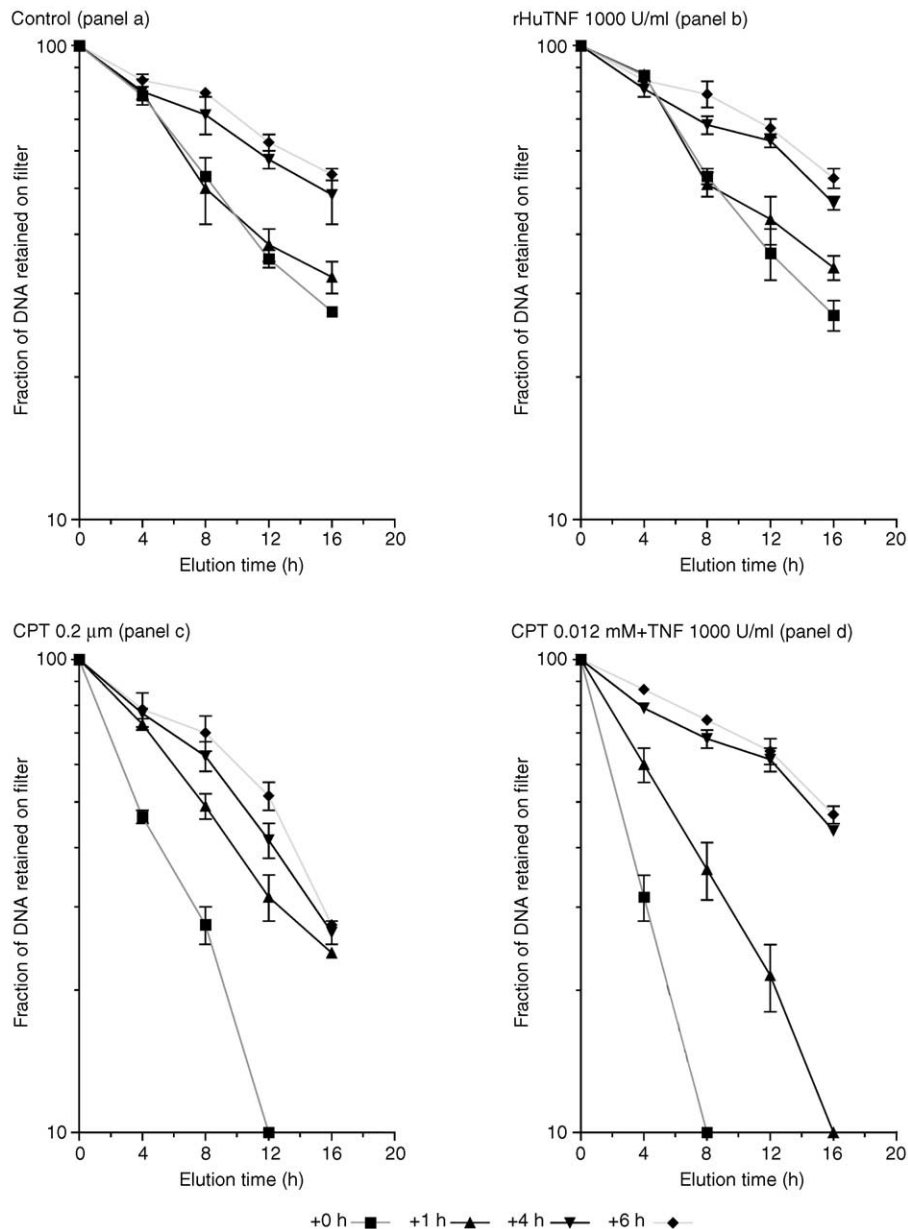 Control (panel a)
100
10
0 4 8 12 16 20
Elution time (h)
Fraction of DNA retained on filter
rHuTNF 1000 U/ml (panel b)
100
10
0 4 8 12 16 20
Elution time (h)
Fraction of DNA retained on filter
CPT 0.2 μm (panel c)
100
10
0 4 8 12 16 20
Elution time (h)
Fraction of DNA retained on filter
CPT 0.012 mM+TNF 1000 U/ml (panel d)
100
10
0 4 8 12 16 20
Elution time (h)
Fraction of DNA retained on filter
+0 h +1 h +4 h +6 h